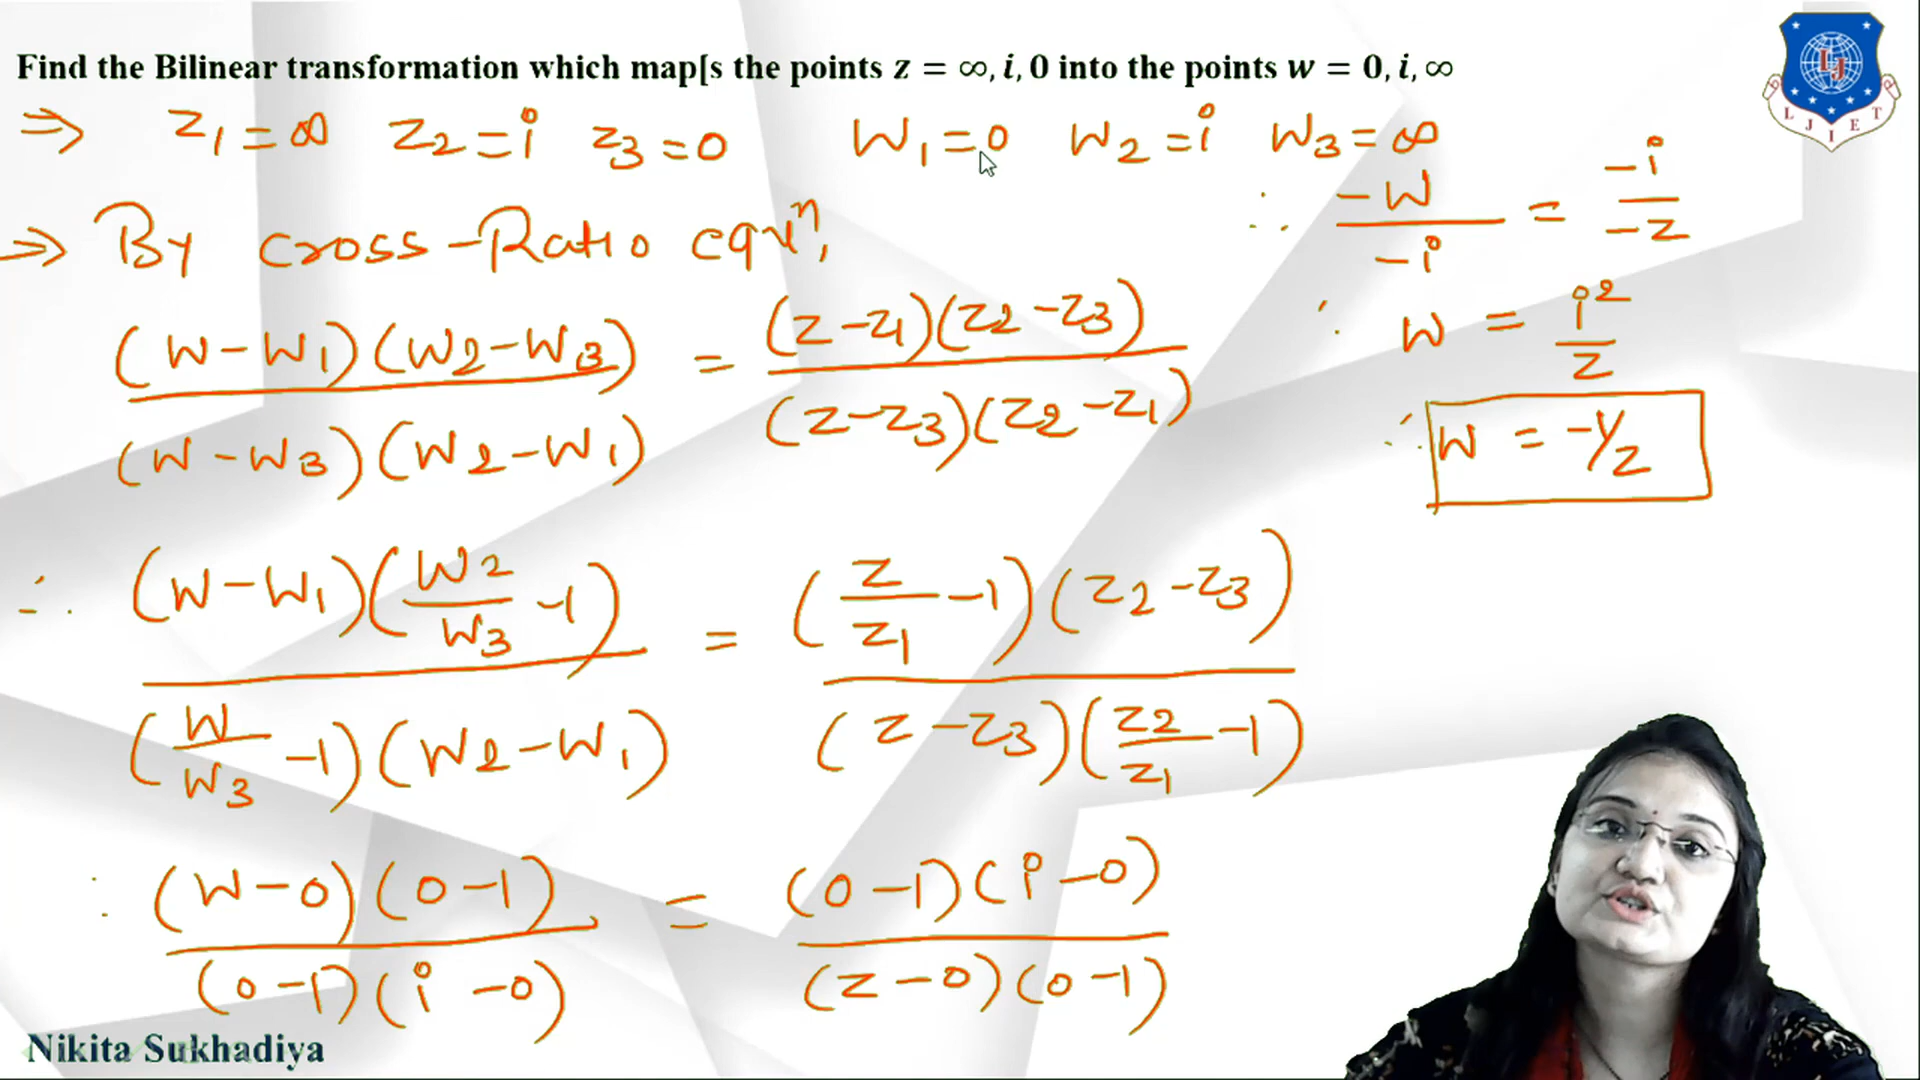 Find the Bilinear transformation which map[s the points z = ∞, i, 0 into the points w = 0, i, ∞
LJIET
LJ
⇒ z1 = ∞ z2 = i z3 = 0 W1 = 0 W2 = i W3 = ∞
⇒ By cross-Ratio eqn,
(W-W1)(W2-W3) / (W-W3)(W2-W1) = (z-z1)(z2-z3) / (z-z3)(z2-z1)
∴ (W-W1)(W2/W3 -1) / (W/W3 -1)(W2-W1) = (z/z1 -1)(z2-z3) / (z-z3)(z2/z1 -1)
∴ (W-0)(0-1) / (0-1)(i-0) = (0-1)(i-0) / (z-0)(0-1)
∴ -W / -i = -i / -z
∴ W = i² / z
∴ W = -1/z
Nikita Sukhadiya